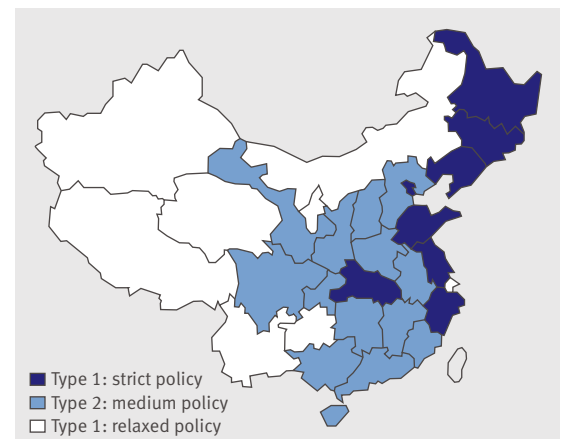 Type 1: strict policy
Type 2: medium policy
Type 1: relaxed policy